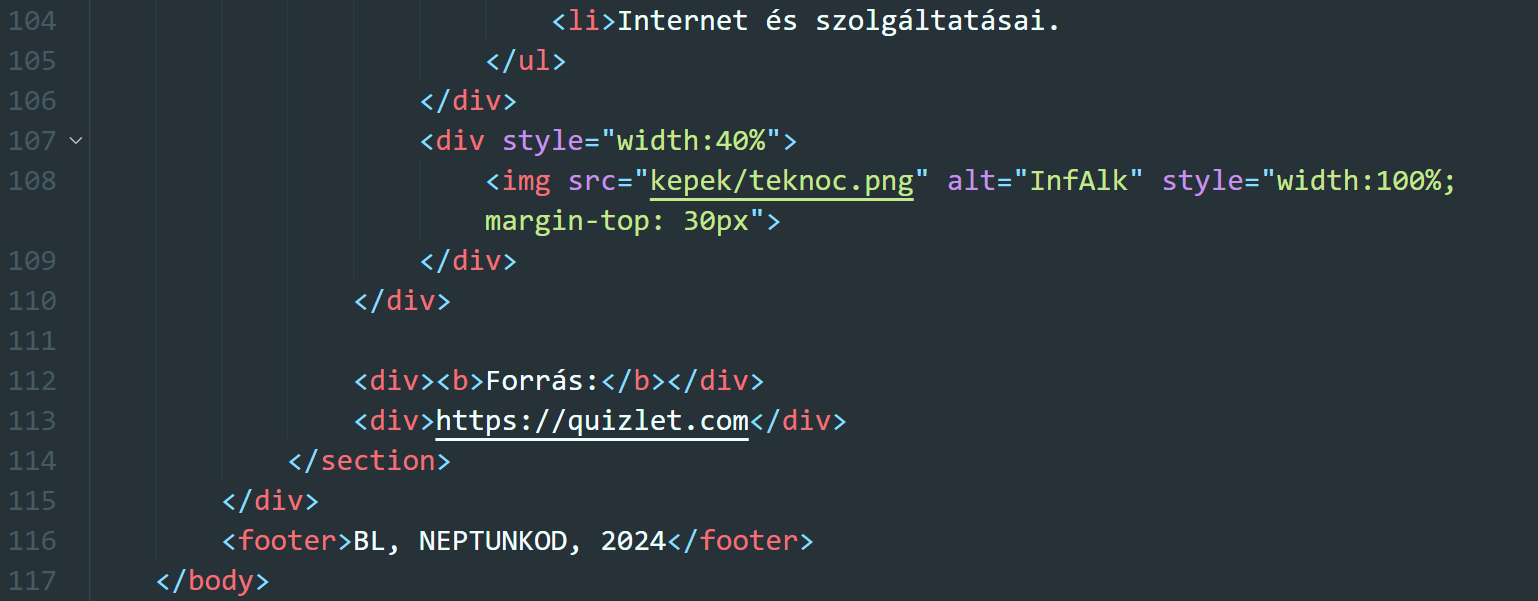 104 <li>Internet és szolgáltatásai.
105 </ul>
106 </div>
107 <div style="width:40%">
108 <img src="kepek/teknoc.png" alt="InfAlk" style="width:100%;
margin-top: 30px">
109 </div>
110 </div>
111
112 <div><b>Forrás:</b></div>
113 <div>https://quizlet.com</div>
114 </section>
115 </div>
116 <footer>BL, NEPTUNKOD, 2024</footer>
117 </body>